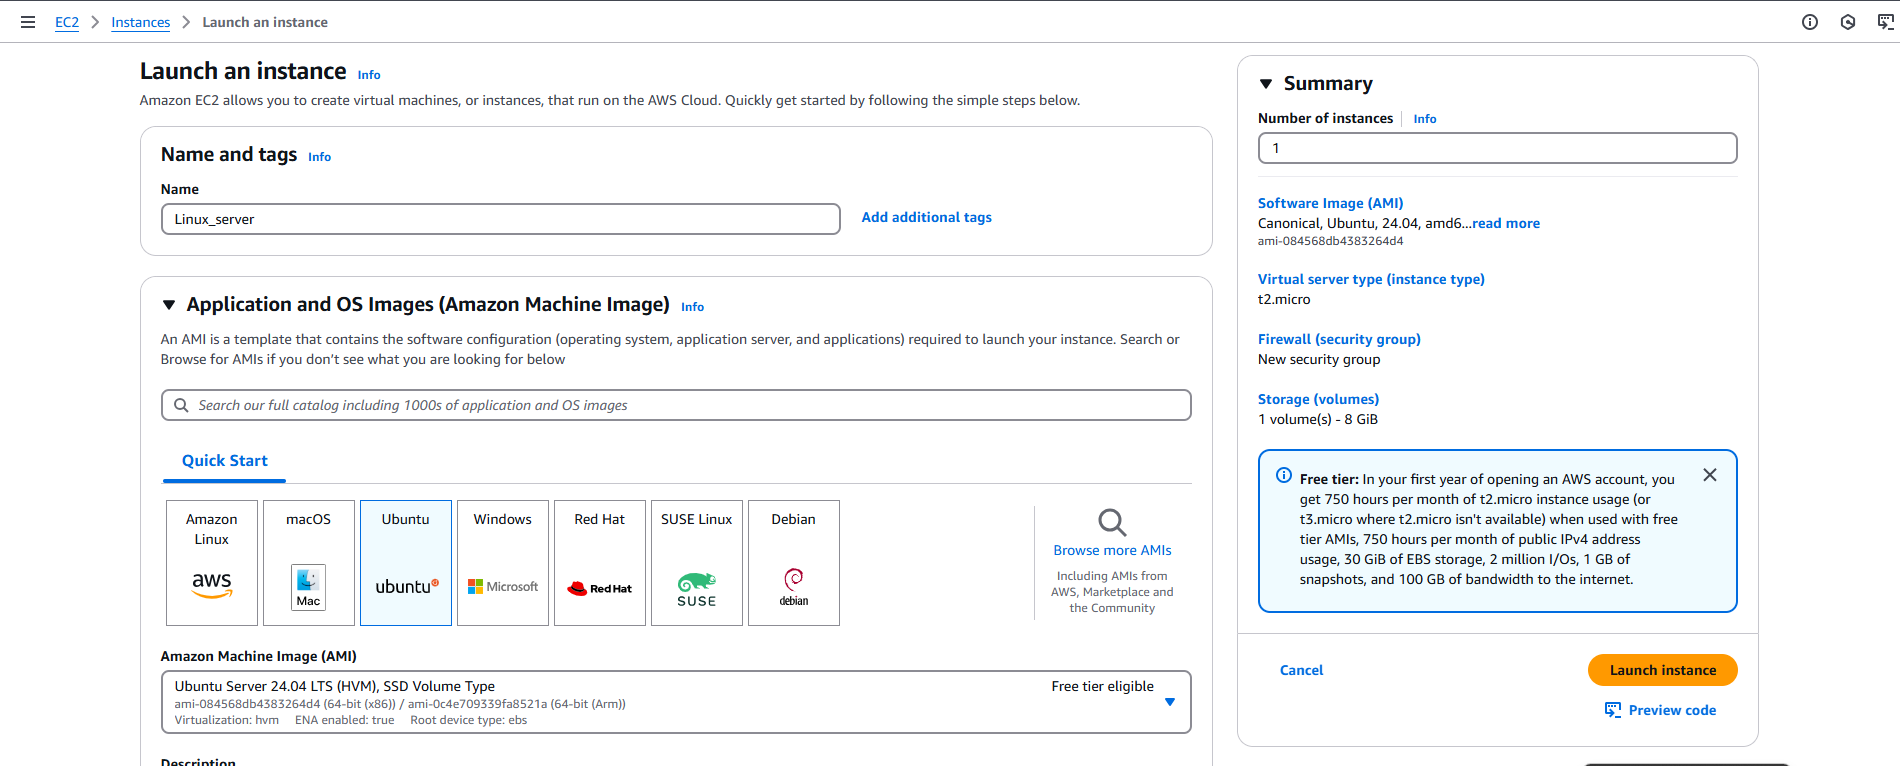 EC2 > Instances > Launch an instance
Launch an instance Info
Amazon EC2 allows you to create virtual machines, or instances, that run on the AWS Cloud. Quickly get started by following the simple steps below.
Name and tags Info
Name
Linux_server
Add additional tags
Application and OS Images (Amazon Machine Image) Info
An AMI is a template that contains the software configuration (operating system, application server, and applications) required to launch your instance. Search or
Browse for AMIs if you don’t see what you are looking for below
Search our full catalog including 1000s of application and OS images
Quick Start
Amazon
Linux
aws
macOS
Mac
Ubuntu
ubuntu
Windows
Microsoft
Red Hat
Red Hat
SUSE Linux
SUSE
Debian
debian
Browse more AMIs
Including AMIs from
AWS, Marketplace and
the Community
Amazon Machine Image (AMI)
Ubuntu Server 24.04 LTS (HVM), SSD Volume Type
Free tier eligible
ami-084568db4383264d4 (64-bit (x86)) / ami-0c4e709339fa8521a (64-bit (Arm))
Virtualization: hvm ENA enabled: true Root device type: ebs
Description
Summary
Number of instances Info
1
Software Image (AMI)
Canonical, Ubuntu, 24.04, amd6...read more
ami-084568db4383264d4
Virtual server type (instance type)
t2.micro
Firewall (security group)
New security group
Storage (volumes)
1 volume(s) - 8 GiB
Free tier: In your first year of opening an AWS account, you
get 750 hours per month of t2.micro instance usage (or
t3.micro where t2.micro isn't available) when used with free
tier AMIs, 750 hours per month of public IPv4 address
usage, 30 GiB of EBS storage, 2 million I/Os, 1 GB of
snapshots, and 100 GB of bandwidth to the internet.
Cancel
Launch instance
Preview code